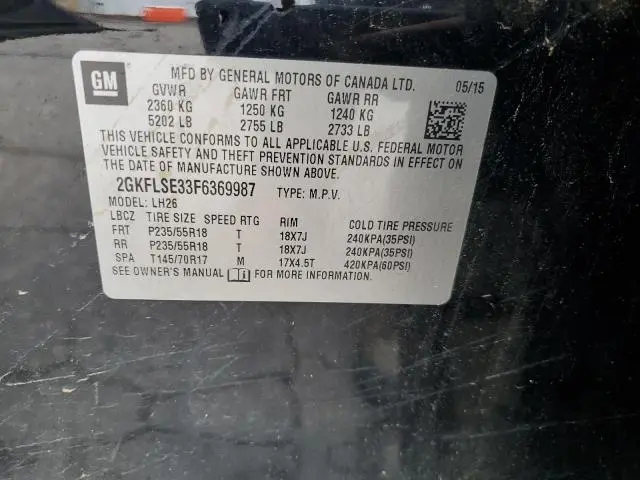 GM
MFD BY GENERAL MOTORS OF CANADA LTD. 05/15
GVWR GAWR FRT GAWR RR
2360 KG 1250 KG 1240 KG
5202 LB 2755 LB 2733 LB
THIS VEHICLE CONFORMS TO ALL APPLICABLE U.S. FEDERAL MOTOR
VEHICLE SAFETY AND THEFT PREVENTION STANDARDS IN EFFECT ON
THE DATE OF MANUFACTURE SHOWN ABOVE.
2GKFLSE33F6369987 TYPE: M.P.V.
MODEL: LH26
LBCZ TIRE SIZE SPEED RTG RIM COLD TIRE PRESSURE
FRT P235/55R18 T 18X7J 240KPA(35PSI)
RR P235/55R18 T 18X7J 240KPA(35PSI)
SPA T145/70R17 M 17X4.5T 420KPA(60PSI)
SEE OWNER'S MANUAL FOR MORE INFORMATION.